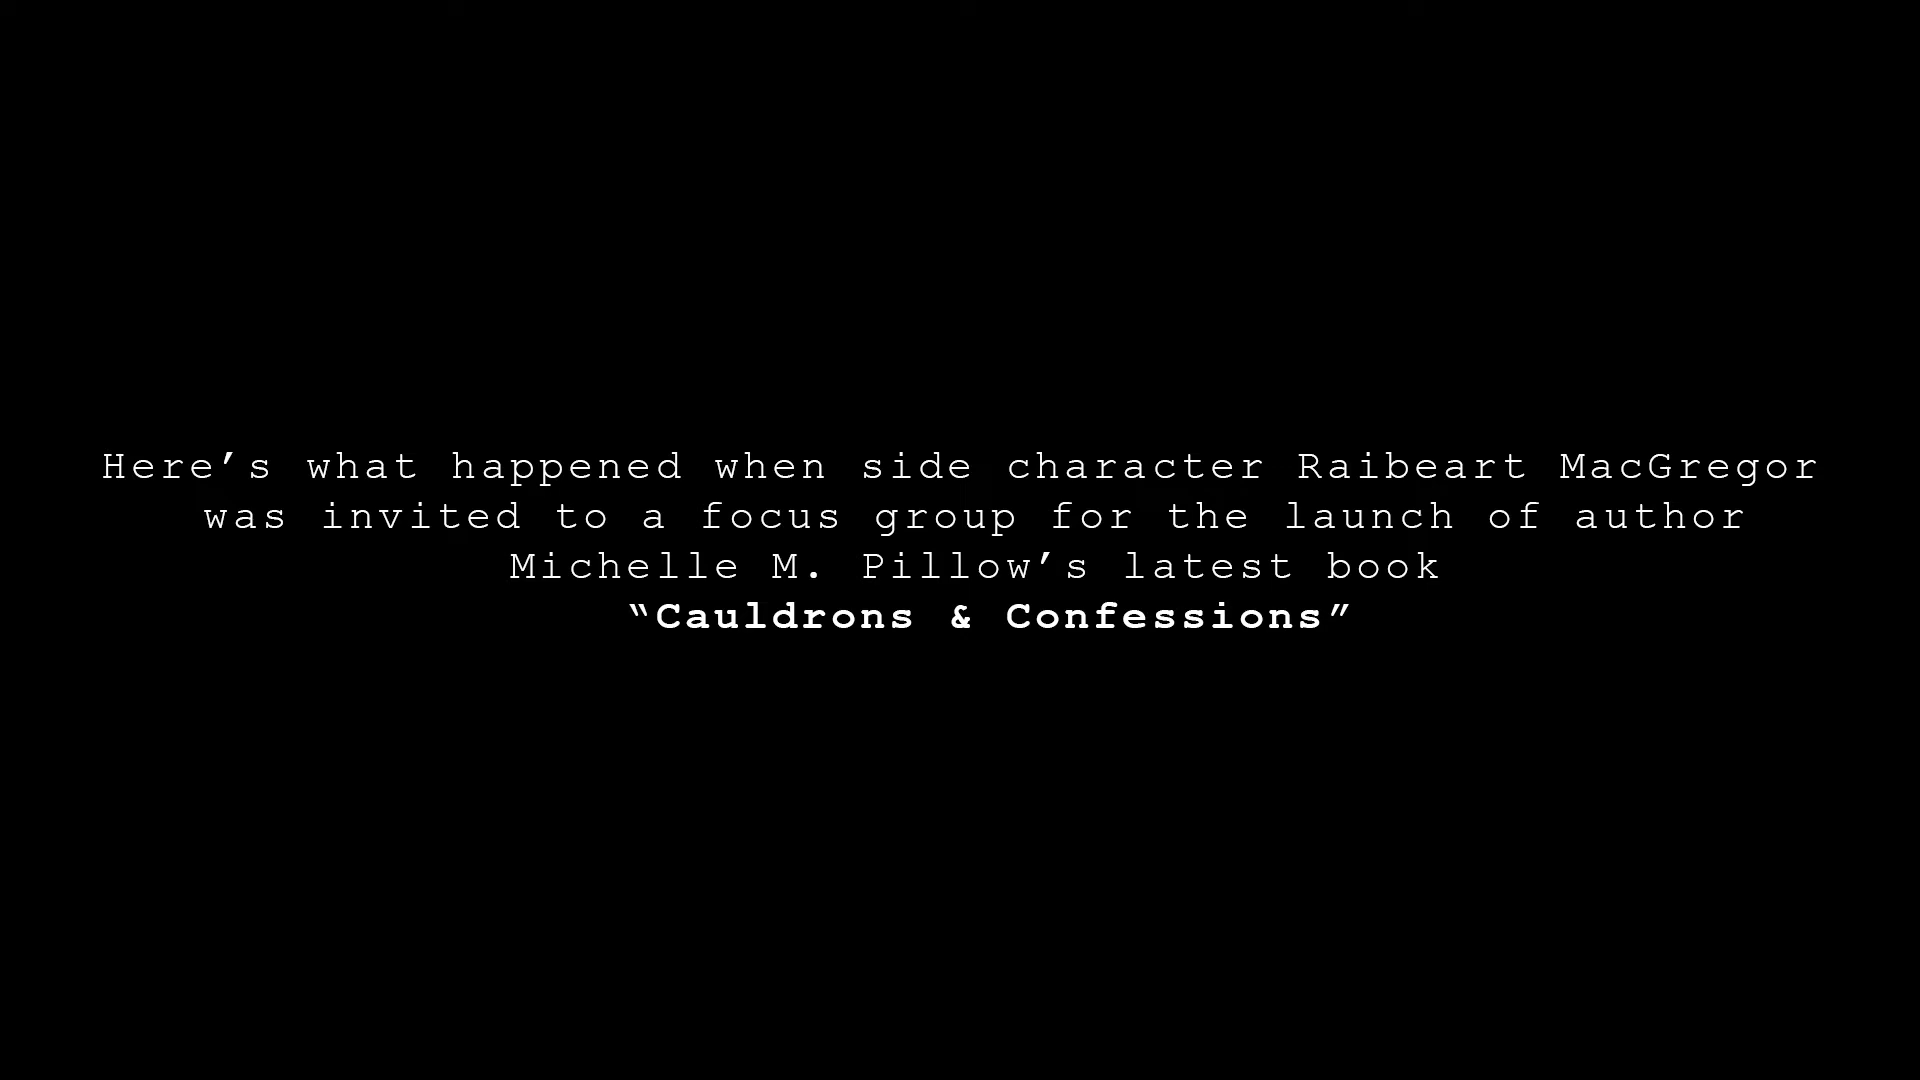 Here’s what happened when side character Raibeart MacGregor
was invited to a focus group for the launch of author
Michelle M. Pillow’s latest book
“Cauldrons & Confessions”